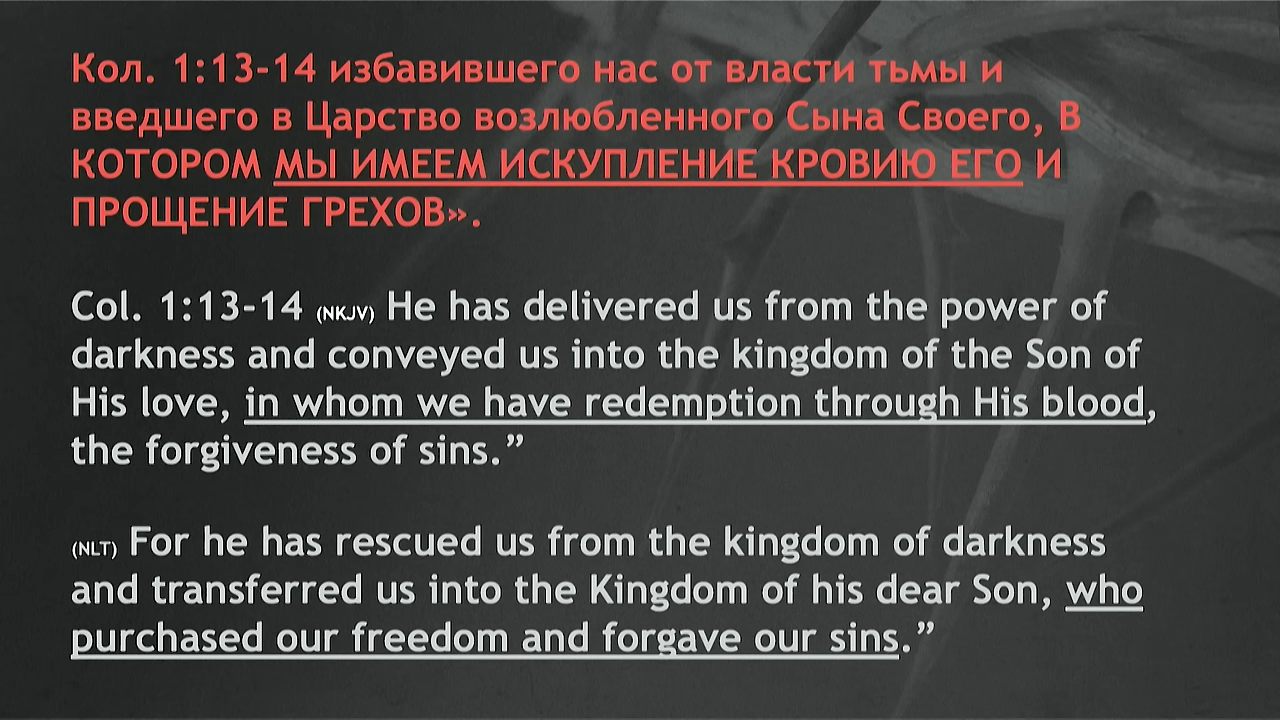 Кол. 1:13-14 избавившего нас от власти тьмы и
введшего в Царство возлюбленного Сына Своего, В
КОТОРОМ МЫ ИМЕЕМ ИСКУПЛЕНИЕ КРОВИЮ ЕГО И
ПРОЩЕНИЕ ГРЕХОВ».
Col. 1:13-14 (NKJV) He has delivered us from the power of
darkness and conveyed us into the kingdom of the Son of
His love, in whom we have redemption through His blood,
the forgiveness of sins.”
(NLT) For he has rescued us from the kingdom of darkness
and transferred us into the Kingdom of his dear Son, who
purchased our freedom and forgave our sins.”